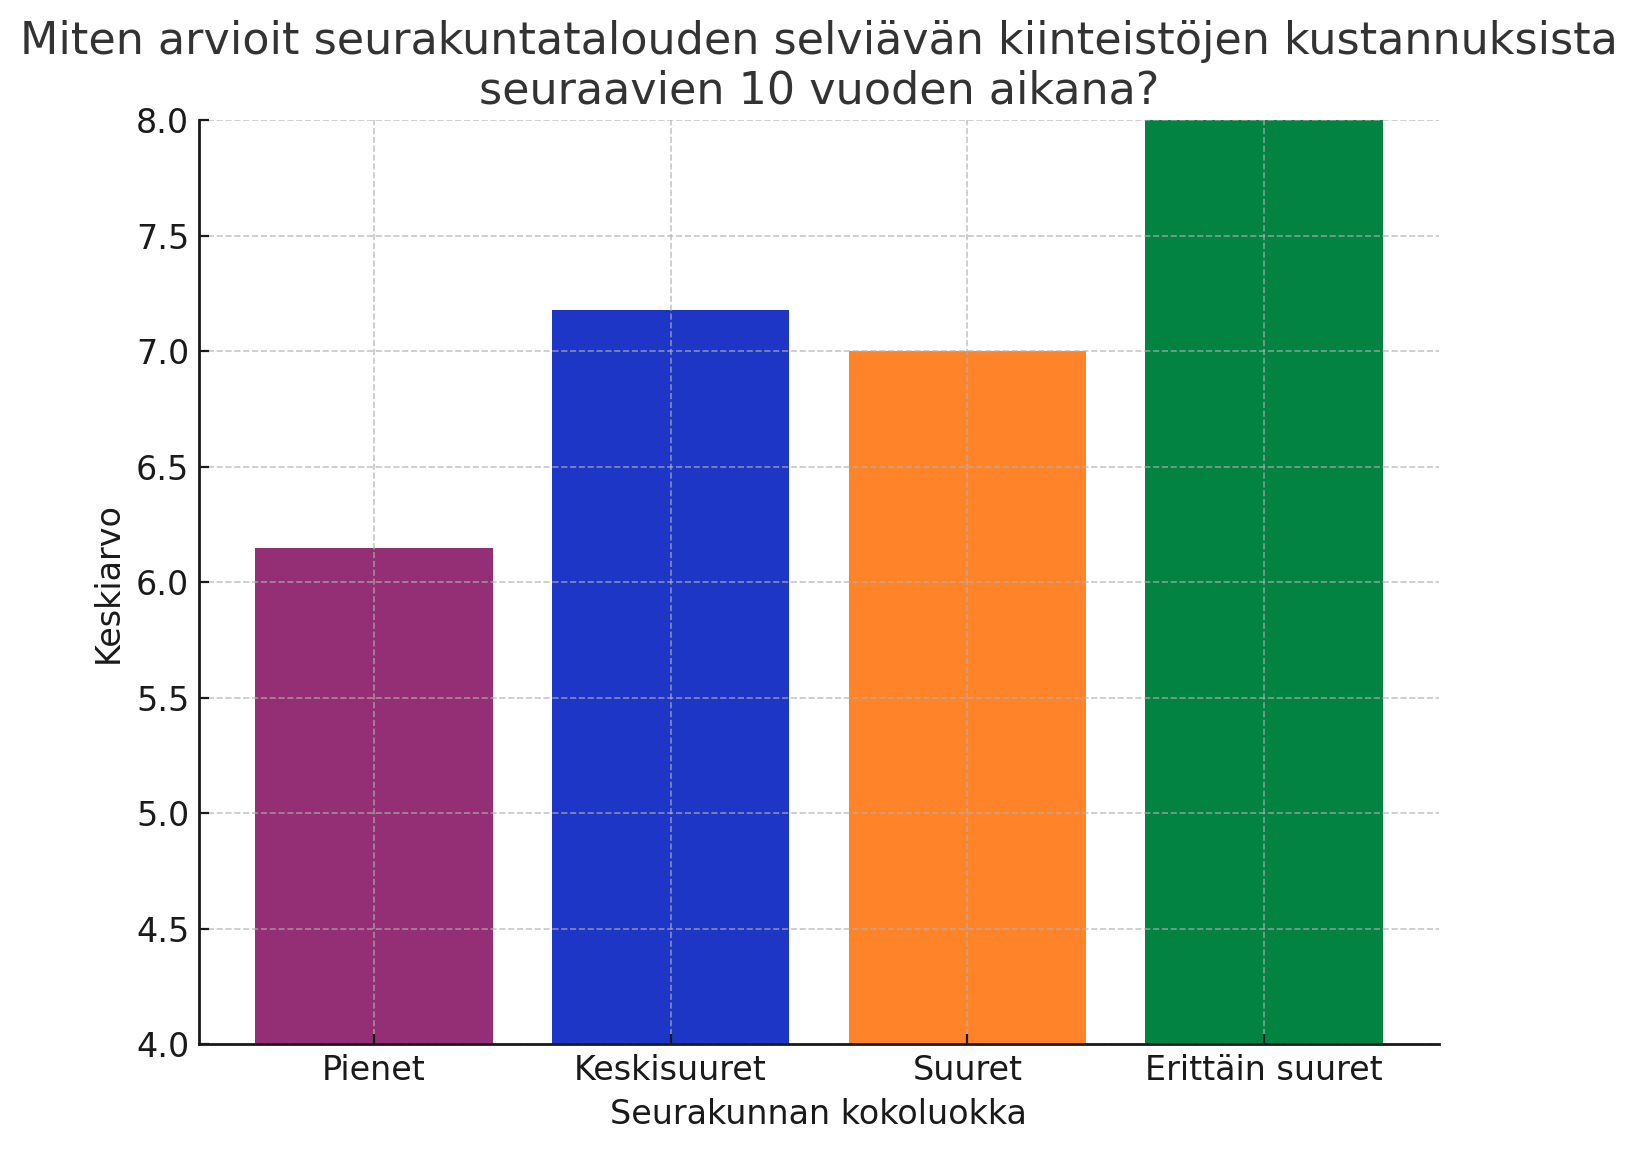 Miten arvioit seurakuntatalouden selviävän kiinteistöjen kustannuksista
seuraavien 10 vuoden aikana?
8.0
7.5
7.0
6.5
6.0
5.5
5.0
4.5
4.0
Keskiarvo
Pienet
Keskisuuret
Suuret
Erittäin suuret
Seurakunnan kokoluokka